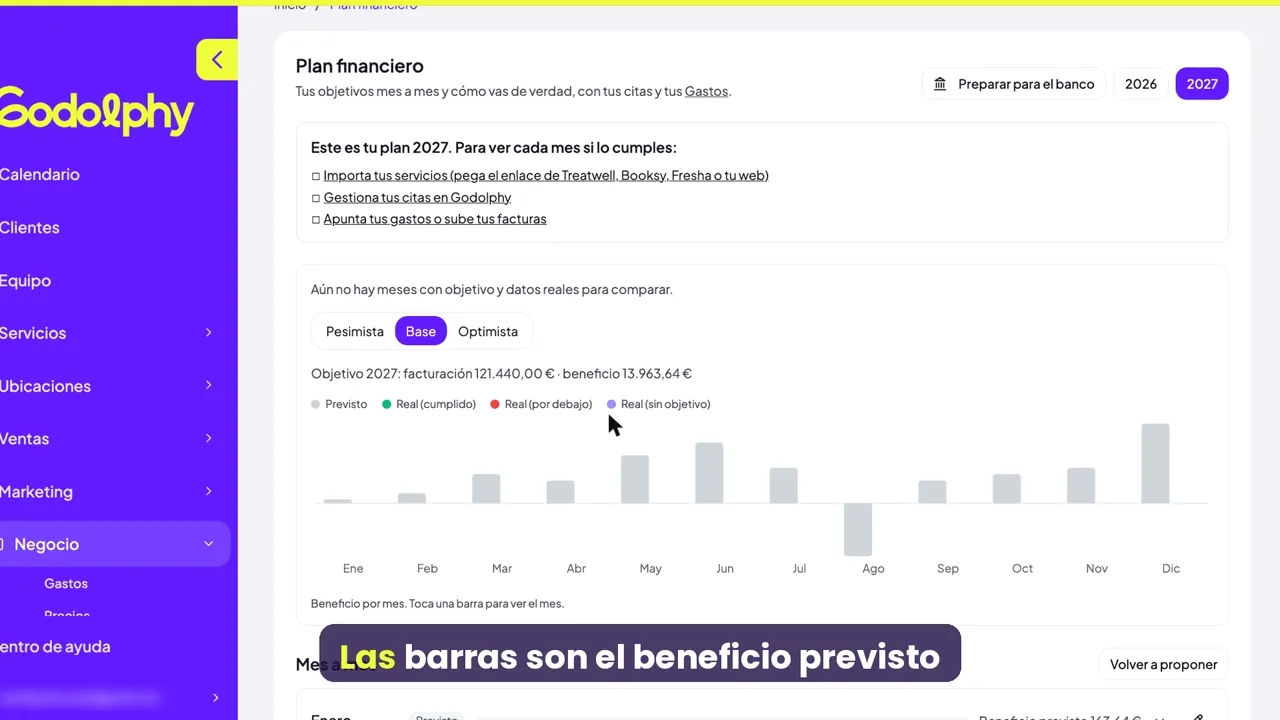 Plan financiero
Tus objetivos mes a mes y cómo vas de verdad, con tus citas y tus Gastos.
Preparar para el banco
2026
2027
Godolphy
Calendario
Clientes
Equipo
Servicios
Ubicaciones
Ventas
Marketing
Negocio
Gastos
Precios
entro de ayuda
Este es tu plan 2027. Para ver cada mes si lo cumples:
Importa tus servicios (pega el enlace de Treatwell, Booksy, Fresha o tu web)
Gestiona tus citas en Godolphy
Apunta tus gastos o sube tus facturas
Aún no hay meses con objetivo y datos reales para comparar.
Pesimista Base Optimista
Objetivo 2027: facturación 121.440,00 € · beneficio 13.963,64 €
Previsto Real (cumplido) Real (por debajo) Real (sin objetivo)
Ene Feb Mar Abr May Jun Jul Ago Sep Oct Nov Dic
Beneficio por mes. Toca una barra para ver el mes.
Las barras son el beneficio previsto
Volver a proponer
Enero Previsto